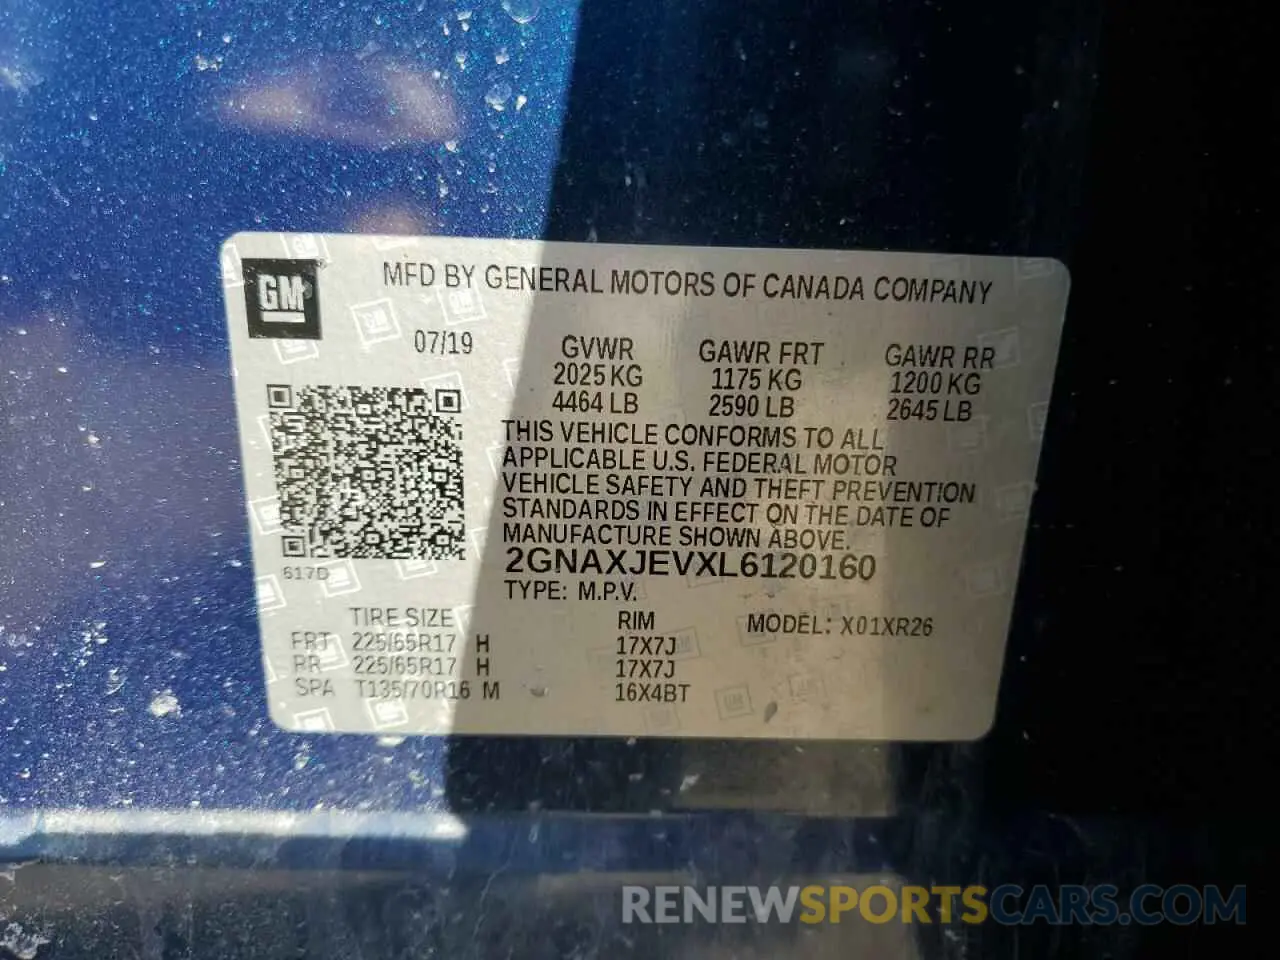 GM
MFD BY GENERAL MOTORS OF CANADA COMPANY
07/19
GVWR GAWR FRT GAWR RR
2025 KG 1175 KG 1200 KG
4464 LB 2590 LB 2645 LB
THIS VEHICLE CONFORMS TO ALL
APPLICABLE U.S. FEDERAL MOTOR
VEHICLE SAFETY AND THEFT PREVENTION
STANDARDS IN EFFECT ON THE DATE OF
MANUFACTURE SHOWN ABOVE.
2GNAXJEVXL6120160
617D
TYPE: M.P.V.
TIRE SIZE RIM MODEL: X01XR26
FRT 225/65R17 H 17X7J
RR 225/65R17 H 17X7J
SPA T135/70R16 M 16X4BT
RENEWSPORTSCARS.COM